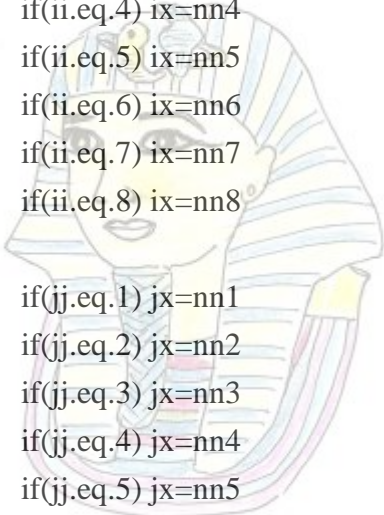 if(ii.eq.4) ix=nn4
if(ii.eq.5) ix=nn5
if(ii.eq.6) ix=nn6
if(ii.eq.7) ix=nn7
if(ii.eq.8) ix=nn8
if(jj.eq.1) jx=nn1
if(jj.eq.2) jx=nn2
if(jj.eq.3) jx=nn3
if(jj.eq.4) jx=nn4
if(jj.eq.5) jx=nn5